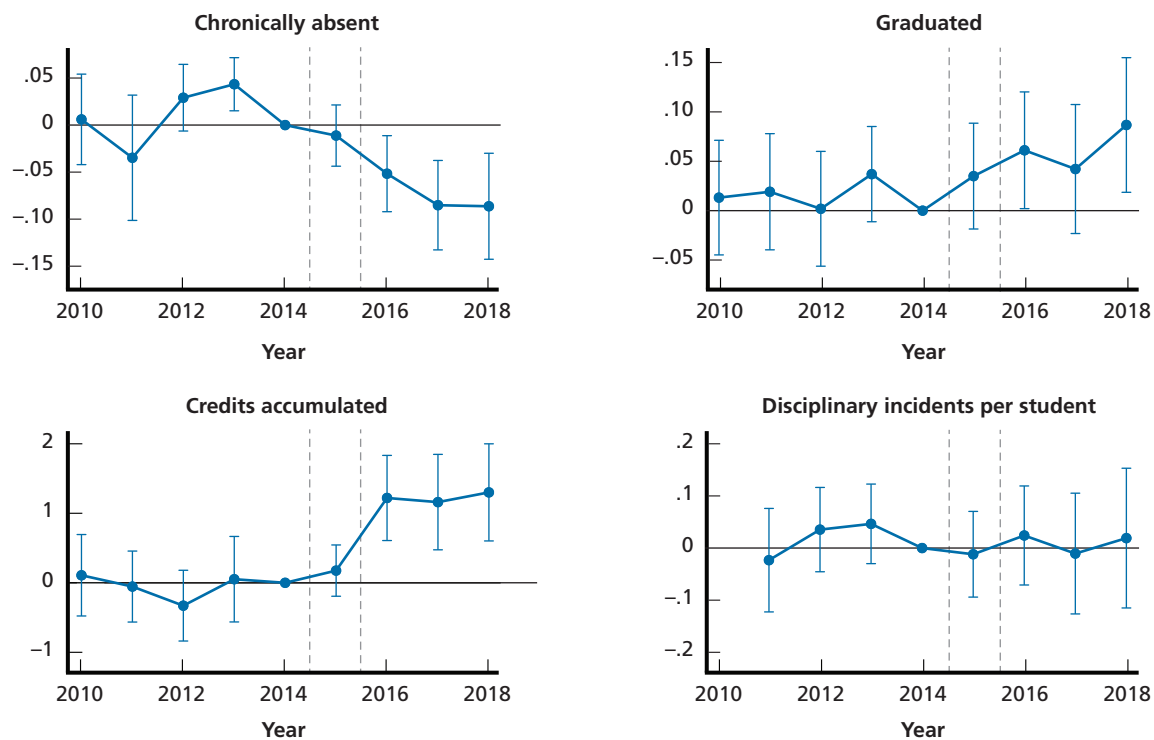 Chronically absent
.05
0
–.05
–.10
–.15
2010 2012 2014 2016 2018
Year
Graduated
.15
.10
.05
0
–.05
2010 2012 2014 2016 2018
Year
Credits accumulated
2
1
0
–1
2010 2012 2014 2016 2018
Year
Disciplinary incidents per student
.2
.1
0
–.1
–.2
2010 2012 2014 2016 2018
Year